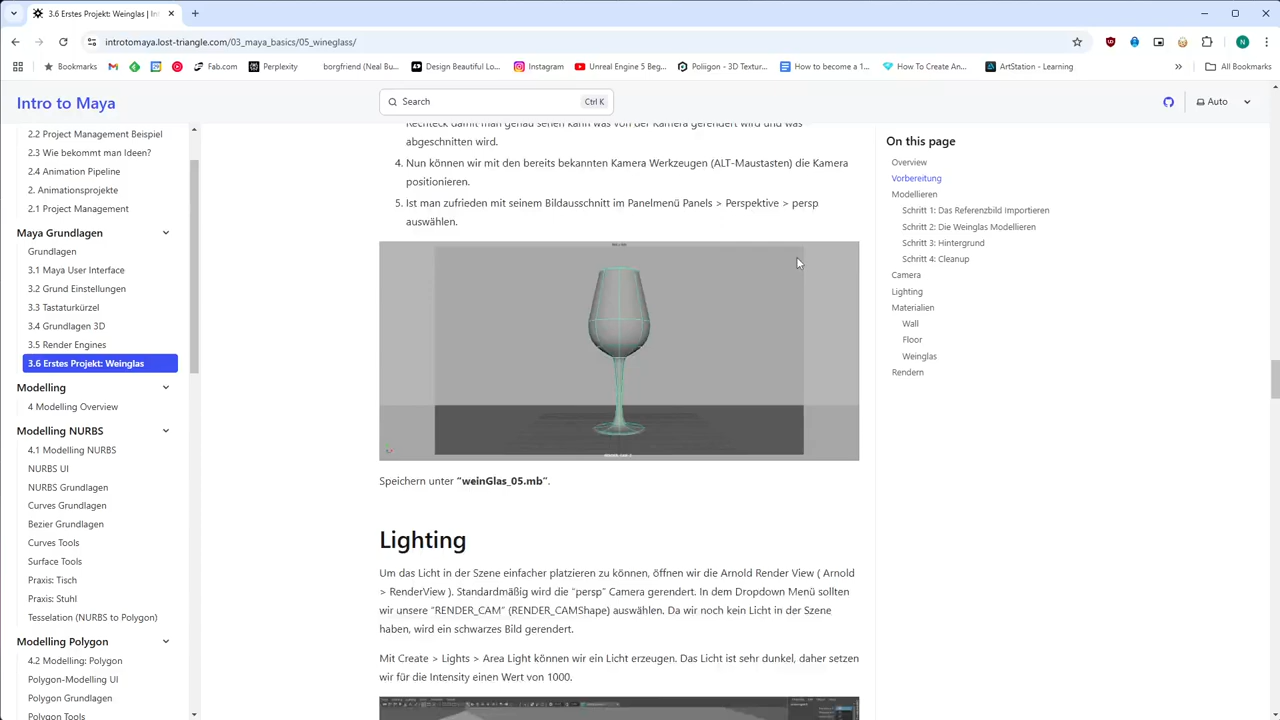 3.6 Erstes Projekt: Weinglas | In
introtomaya.lost-triangle.com/03_maya_basics/05_wineglass/
Bookmarks
Fab.com
Perplexity
borgfriend (Neal Bu...
Design Beautiful Lo...
Instagram
Unreal Engine 5 Beg...
Poliigon - 3D Textur...
How to become a 1...
How To Create An...
ArtStation - Learning
All Bookmarks
Intro to Maya
Search
Ctrl K
Auto
2.2 Project Management Beispiel
2.3 Wie bekommt man Ideen?
2.4 Animation Pipeline
2. Animationsprojekte
2.1 Project Management
Maya Grundlagen
Grundlagen
3.1 Maya User Interface
3.2 Grund Einstellungen
3.3 Tastaturkürzel
3.4 Grundlagen 3D
3.5 Render Engines
3.6 Erstes Projekt: Weinglas
Modelling
4 Modelling Overview
Modelling NURBS
4.1 Modelling NURBS
NURBS UI
NURBS Grundlagen
Curves Grundlagen
Bezier Grundlagen
Curves Tools
Surface Tools
Praxis: Tisch
Praxis: Stuhl
Tesselation (NURBS to Polygon)
Modelling Polygon
4.2 Modelling: Polygon
Polygon-Modelling UI
Polygon Grundlagen
Polygon Tools
Rechteck damit man genau sehen kann was von der Kamera gerendert wird und was
abgeschnitten wird.
4. Nun können wir mit den bereits bekannten Kamera Werkzeugen (ALT-Maustasten) die Kamera
positionieren.
5. Ist man zufrieden mit seinem Bildausschnitt im Panelmenü Panels > Perspektive > persp
auswählen.
Speichern unter “weinGlas_05.mb”.
Lighting
Um das Licht in der Szene einfacher platzieren zu können, öffnen wir die Arnold Render View ( Arnold
> RenderView ). Standardmäßig wird die “persp” Camera gerendert. In dem Dropdown Menü sollten
wir unsere “RENDER_CAM” (RENDER_CAMShape) auswählen. Da wir noch kein Licht in der Szene
haben, wird ein schwarzes Bild gerendert.
Mit Create > Lights > Area Light können wir ein Licht erzeugen. Das Licht ist sehr dunkel, daher setzen
wir für die Intensity einen Wert von 1000.
On this page
Overview
Vorbereitung
Modellieren
Schritt 1: Das Referenzbild Importieren
Schritt 2: Die Weinglas Modellieren
Schritt 3: Hintergrund
Schritt 4: Cleanup
Camera
Lighting
Materialien
Wall
Floor
Weinglas
Rendern